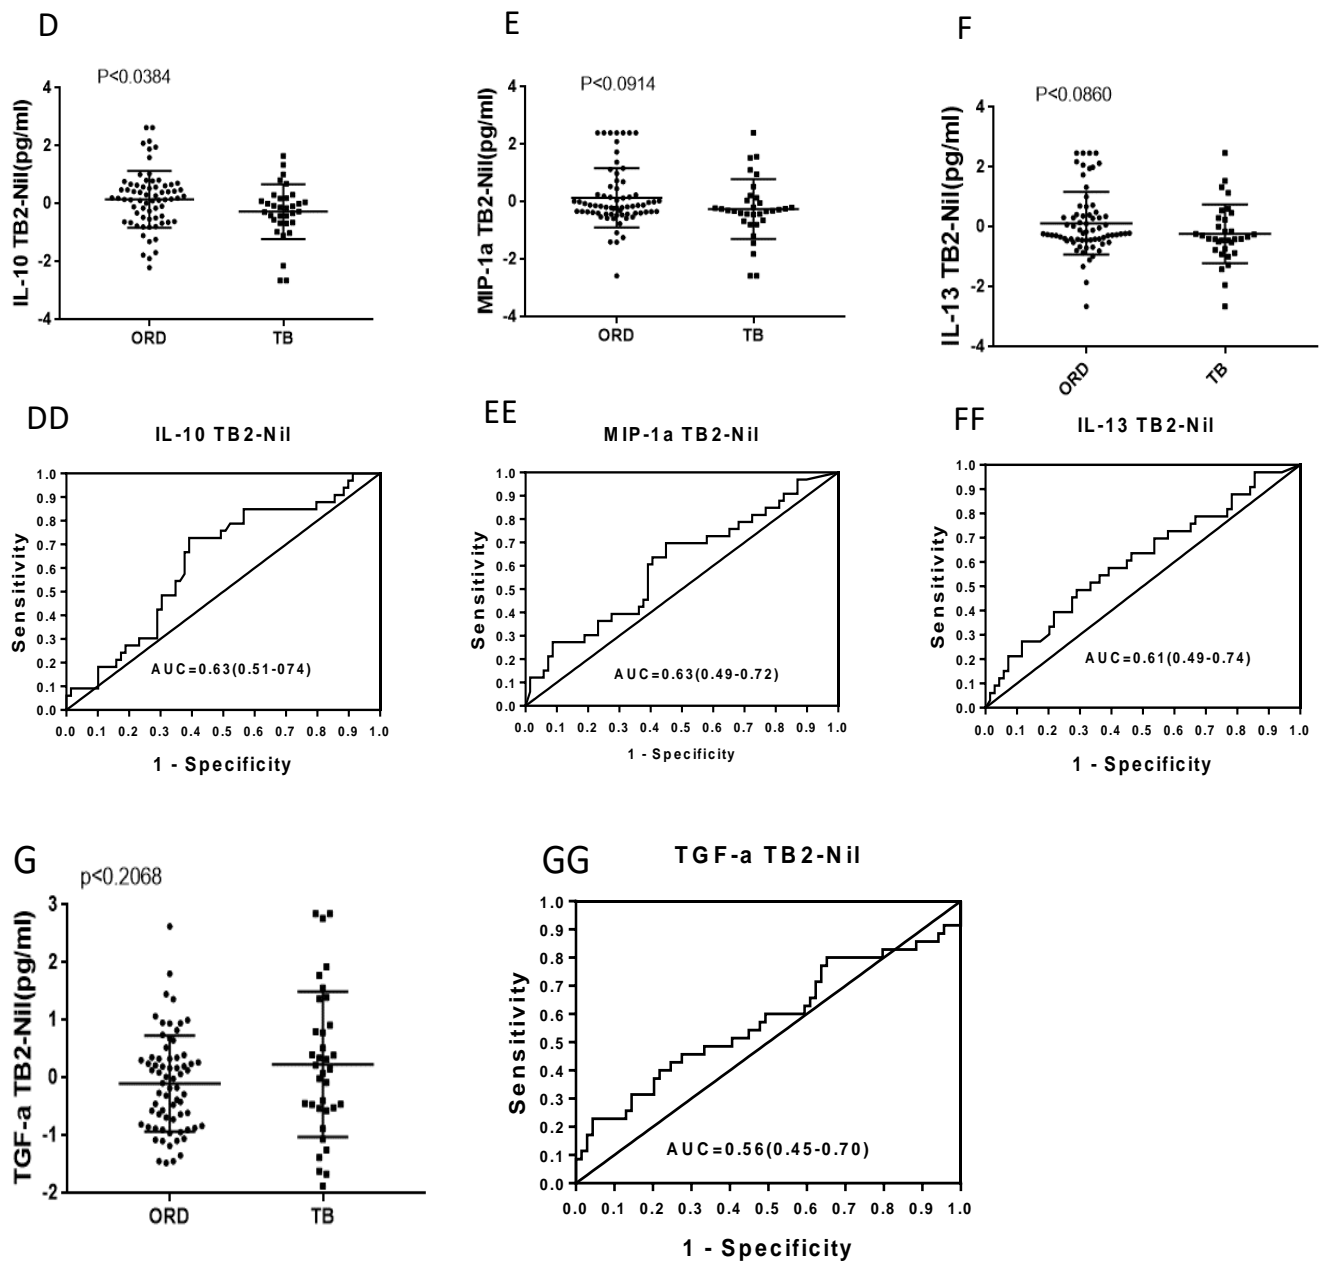 D
E
F
P<0.0384
P<0.0914
P<0.0860
IL-10 TB2-Nil(pg/ml)
4
2
0
-2
-4
ORD
TB
MIP-1a TB2-Nil(pg/ml)
4
2
0
-2
-4
ORD
TB
IL-13 TB2-Nil(pg/ml)
4
2
0
-2
-4
ORD
TB
DD
IL-10 TB2-Nil
Sensitivity
1.0
0.9
0.8
0.7
0.6
0.5
0.4
0.3
0.2
0.1
0.0
AUC=0.63(0.51-074)
0.0 0.1 0.2 0.3 0.4 0.5 0.6 0.7 0.8 0.9 1.0
1 - Specificity
EE
MIP-1a TB2-Nil
Sensitivity
1.0
0.9
0.8
0.7
0.6
0.5
0.4
0.3
0.2
0.1
0.0
AUC=0.63(0.49-0.72)
0.0 0.1 0.2 0.3 0.4 0.5 0.6 0.7 0.8 0.9 1.0
1 - Specificity
FF
IL-13 TB2-Nil
Sensitivity
1.0
0.9
0.8
0.7
0.6
0.5
0.4
0.3
0.2
0.1
0.0
AUC=0.61(0.49-0.74)
0.0 0.1 0.2 0.3 0.4 0.5 0.6 0.7 0.8 0.9 1.0
1 - Specificity
G
p<0.2068
TGF-a TB2-Nil(pg/ml)
3
2
1
0
-1
-2
ORD
TB
GG
TGF-a TB2-Nil
Sensitivity
1.0
0.9
0.8
0.7
0.6
0.5
0.4
0.3
0.2
0.1
0.0
AUC=0.56(0.45-0.70)
0.0 0.1 0.2 0.3 0.4 0.5 0.6 0.7 0.8 0.9 1.0
1 - Specificity